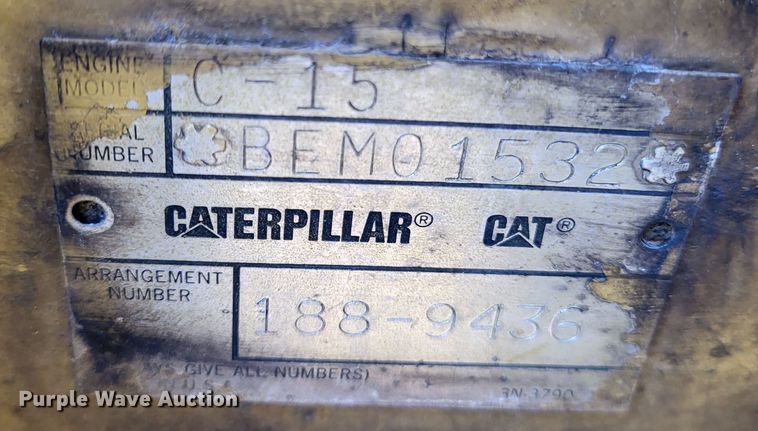 ENGINE
MODEL C-15
SERIAL
NUMBER BEM01532
CATERPILLAR® CAT®
ARRANGEMENT
NUMBER 188-9436
GIVE ALL NUMBERS)
3N-3790
Purple Wave Auction